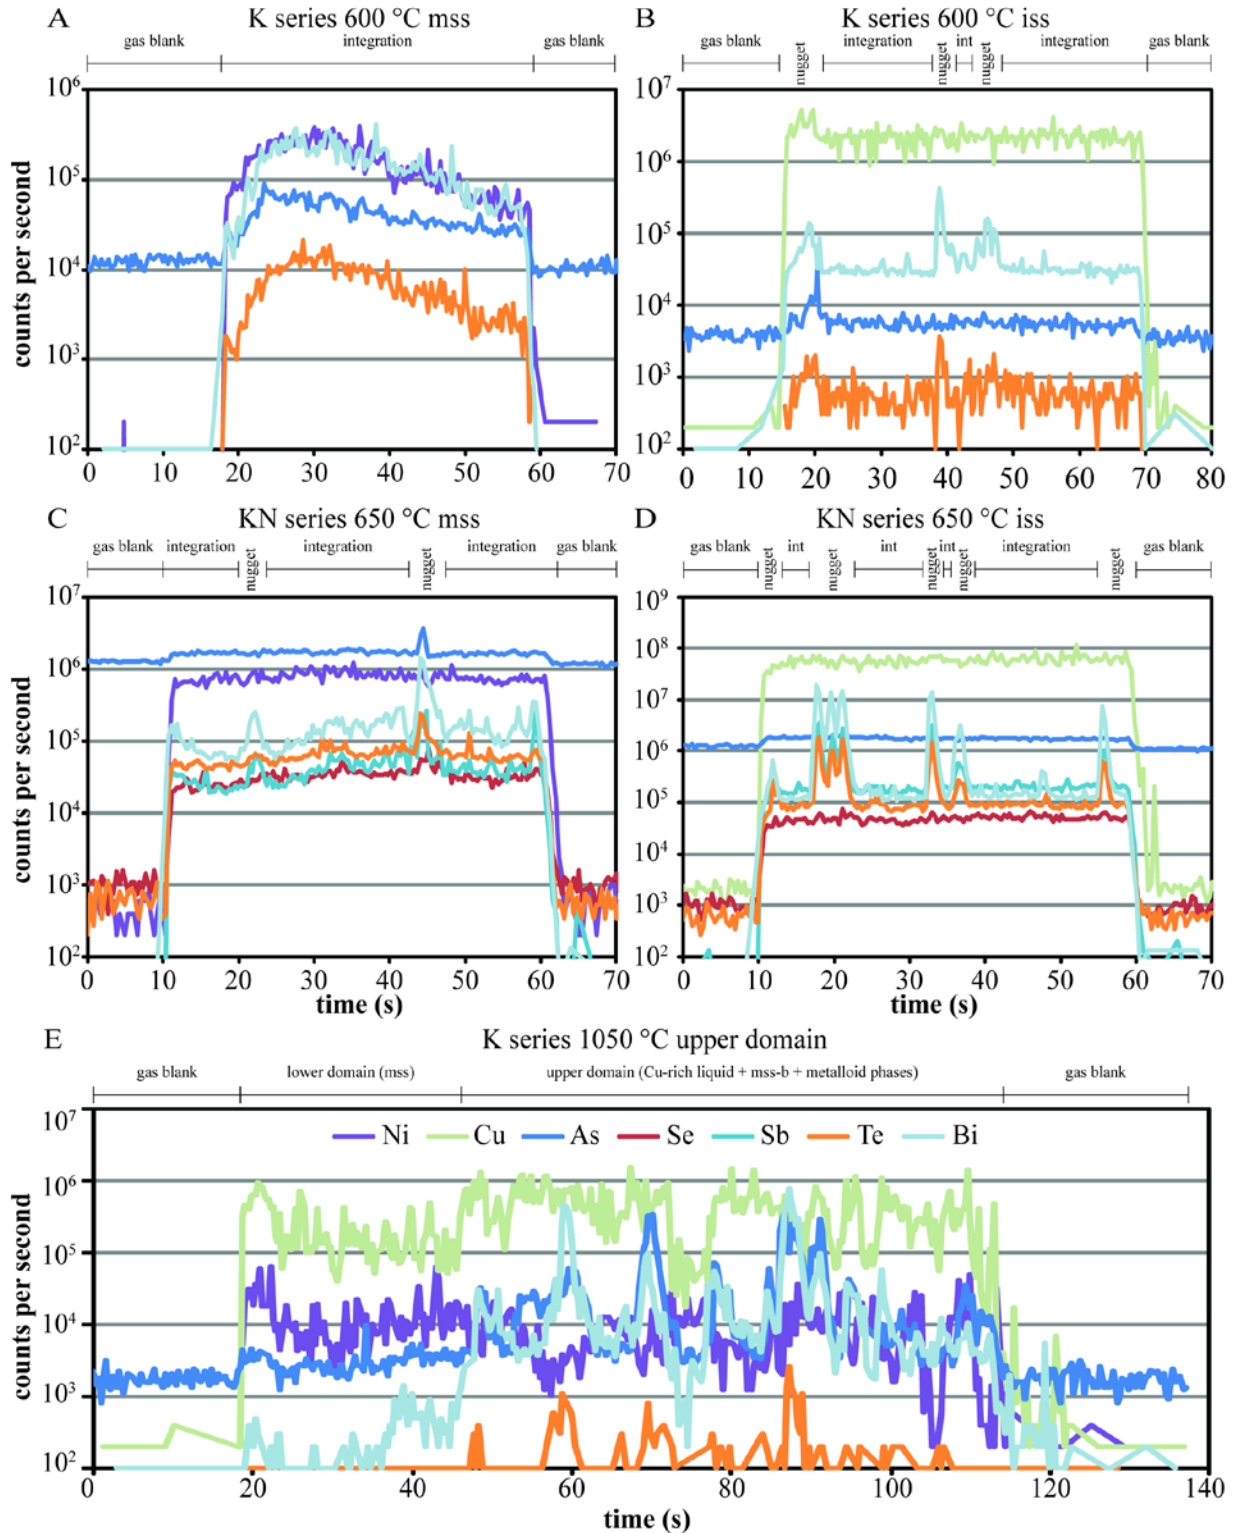 A K series 600 °C mss
gas blank integration gas blank
10⁶
10⁵
10⁴
10³
10²
counts per second
0 10 20 30 40 50 60 70
B K series 600 °C iss
gas blank nugget integration nugget int nugget integration gas blank
10⁷
10⁶
10⁵
10⁴
10³
10²
0 10 20 30 40 50 60 70 80
C KN series 650 °C mss
gas blank integration nugget integration nugget integration gas blank
10⁷
10⁶
10⁵
10⁴
10³
10²
counts per second
0 10 20 30 40 50 60 70
time (s)
D KN series 650 °C iss
gas blank nugget int nugget int nugget int nugget integration nugget gas blank
10⁹
10⁸
10⁷
10⁶
10⁵
10⁴
10³
10²
0 10 20 30 40 50 60 70
time (s)
E K series 1050 °C upper domain
gas blank lower domain (mss) upper domain (Cu-rich liquid + mss-b + metalloid phases) gas blank
10⁷
Ni Cu As Se Sb Te Bi
10⁶
10⁵
10⁴
10³
10²
counts per second
0 20 40 60 80 100 120 140
time (s)